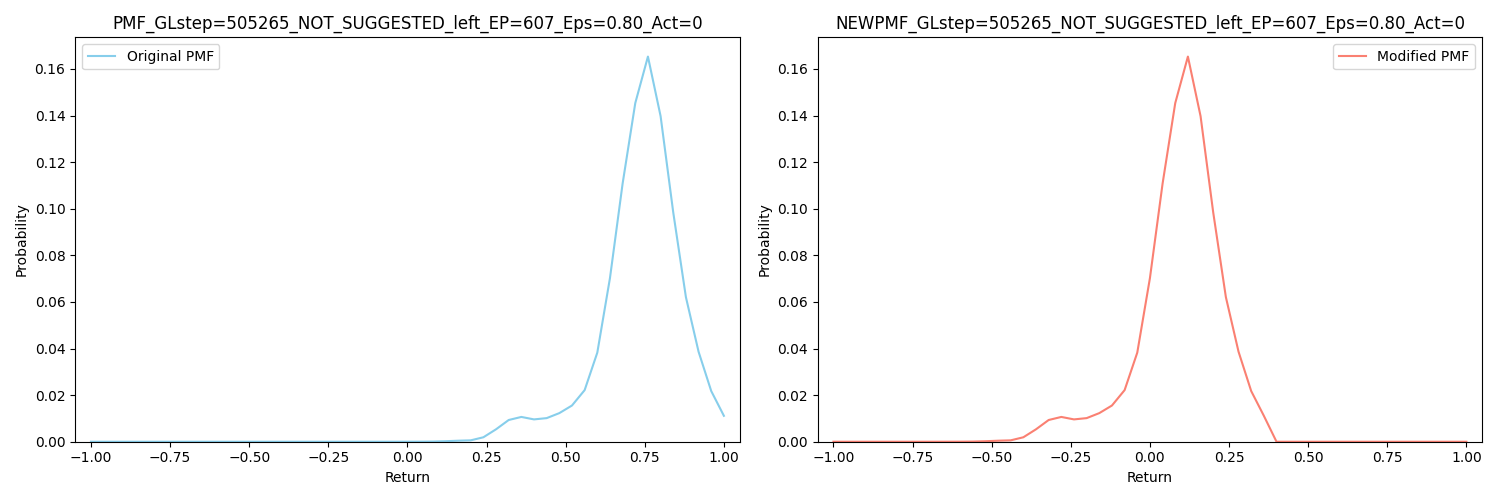 PMF_GLstep=505265_NOT_SUGGESTED_left_EP=607_Eps=0.80_Act=0
Original PMF
Probability
0.16
0.14
0.12
0.10
0.08
0.06
0.04
0.02
0.00
−1.00 −0.75 −0.50 −0.25 0.00 0.25 0.50 0.75 1.00
Return
NEWPMF_GLstep=505265_NOT_SUGGESTED_left_EP=607_Eps=0.80_Act=0
Modified PMF
Probability
0.16
0.14
0.12
0.10
0.08
0.06
0.04
0.02
0.00
−1.00 −0.75 −0.50 −0.25 0.00 0.25 0.50 0.75 1.00
Return